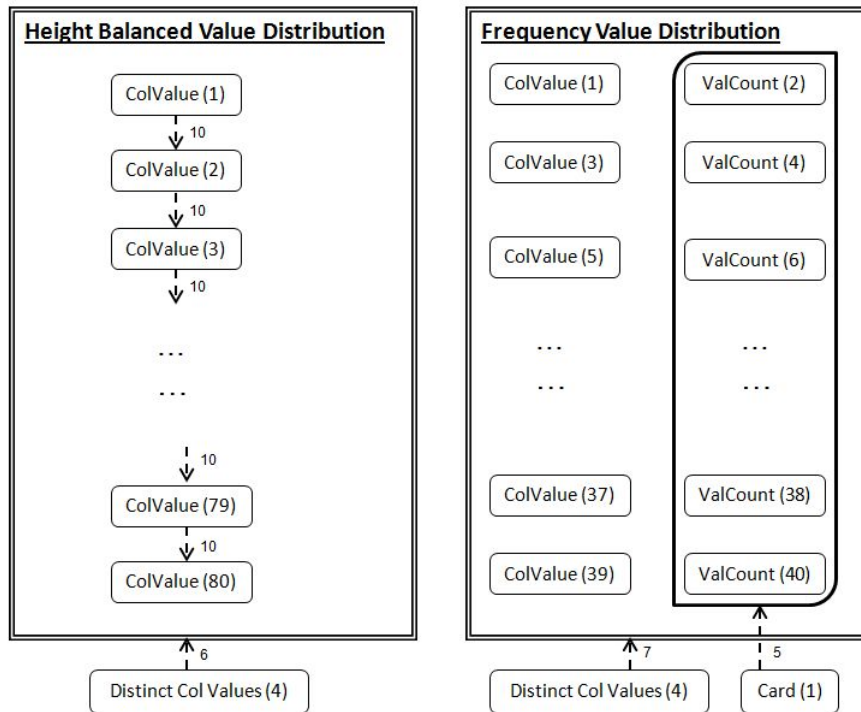 Height Balanced Value Distribution
ColValue (1)
10
ColValue (2)
10
ColValue (3)
10
...
...
10
ColValue (79)
10
ColValue (80)
6
Distinct Col Values (4)
Frequency Value Distribution
ColValue (1) ValCount (2)
ColValue (3) ValCount (4)
ColValue (5) ValCount (6)
... ...
... ...
ColValue (37) ValCount (38)
ColValue (39) ValCount (40)
7 5
Distinct Col Values (4) Card (1)